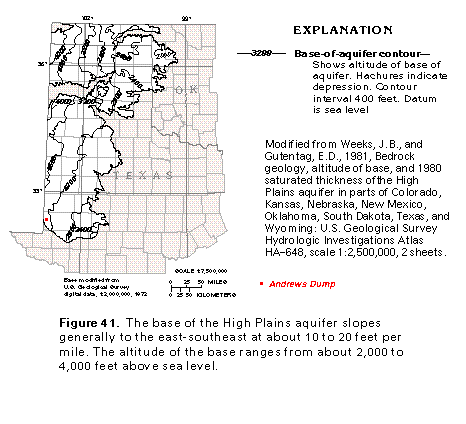 102°
99°
EXPLANATION
3200
Base-of-aquifer contour—
Shows altitude of base of
aquifer. Hachures indicate
depression. Contour
interval 400 feet. Datum
is sea level
36°
OK
Modified from Weeks, J.B., and
Gutentag, E.D., 1981, Bedrock
geology, altitude of base, and 1980
saturated thickness of the High
Plains aquifer in parts of Colorado,
Kansas, Nebraska, New Mexico,
Oklahoma, South Dakota, Texas, and
Wyoming: U.S. Geological Survey
Hydrologic Investigations Atlas
HA–648, scale 1:2,500,000, 2 sheets.
TEXAS
33°
SCALE 1:7,500,000
0 25 50 MILES
0 25 50 KILOMETERS
Base modified from
U.S. Geological Survey
digital data, 1:2,000,000, 1972
Andrews Dump
Figure 41. The base of the High Plains aquifer slopes
generally to the east-southeast at about 10 to 20 feet per
mile. The altitude of the base ranges from about 2,000 to
4,000 feet above sea level.